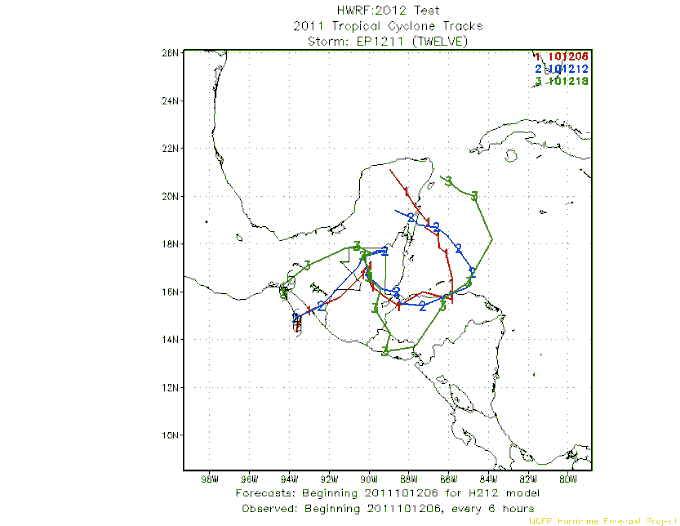 HWRF:2012 Test
2011 Tropical Cyclone Tracks
Storm: EP1211 (TWELVE)
1 101206
2 101212
3 101218
26N
24N
22N
20N
18N
16N
14N
12N
10N
98W 96W 94W 92W 90W 88W 86W 84W 82W 80W
Forecasts: Beginning 2011101206 for H212 model
Observed: Beginning 2011101206, every 6 hours
NCEP Hurricane Forecast Project